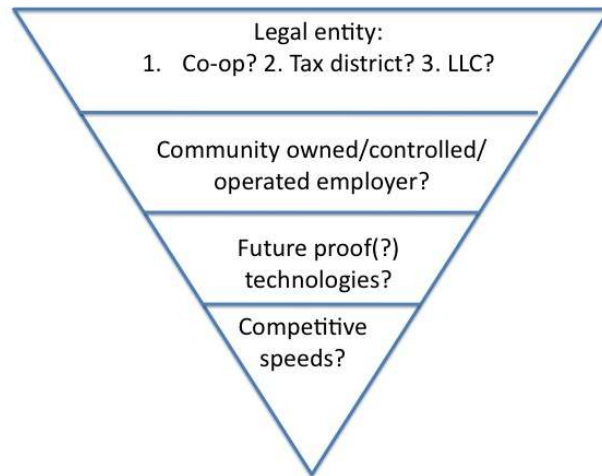 Legal entity:
1. Co-op? 2. Tax district? 3. LLC?
Community owned/controlled/
operated employer?
Future proof(?)
technologies?
Competitive
speeds?